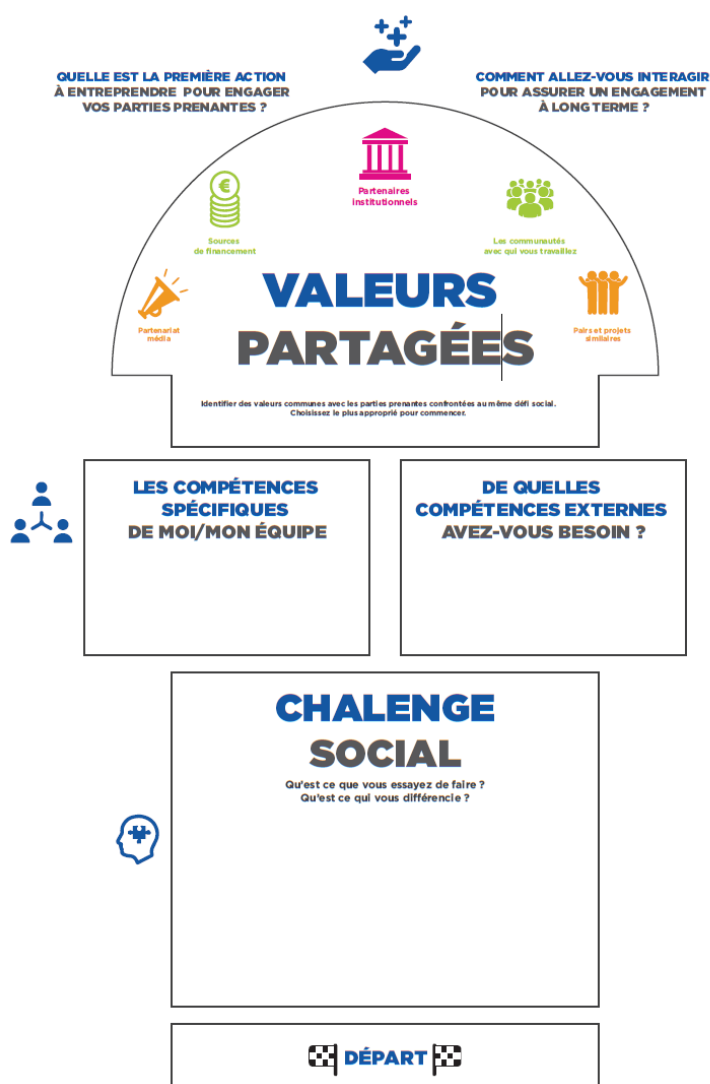 QUELLE EST LA PREMIÈRE ACTION
À ENTREPRENDRE POUR ENGAGER
VOS PARTIES PRENANTES ?
COMMENT ALLEZ-VOUS INTERAGIR
POUR ASSURER UN ENGAGEMENT
À LONG TERME ?
Partenaires
institutionnels
Sources
de financement
Les communautés
avec qui vous travaillez
Partenariat
média
Pairs et projets
similaires
VALEURS
PARTAGÉES
Identifier des valeurs communes avec les parties prenantes confrontées au même défi social.
Choisissez le plus approprié pour commencer.
LES COMPÉTENCES
SPÉCIFIQUES
DE MOI/MON ÉQUIPE
DE QUELLES
COMPÉTENCES EXTERNES
AVEZ-VOUS BESOIN ?
CHALENGE
SOCIAL
Qu'est ce que vous essayez de faire ?
Qu'est ce qui vous différencie ?
DÉPART